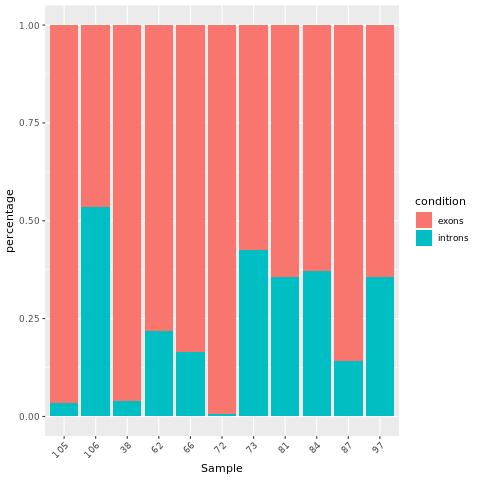 1.00
0.75
0.50
0.25
0.00
percentage
105 106 38 62 66 72 73 81 84 87 97
Sample
condition
exons
introns